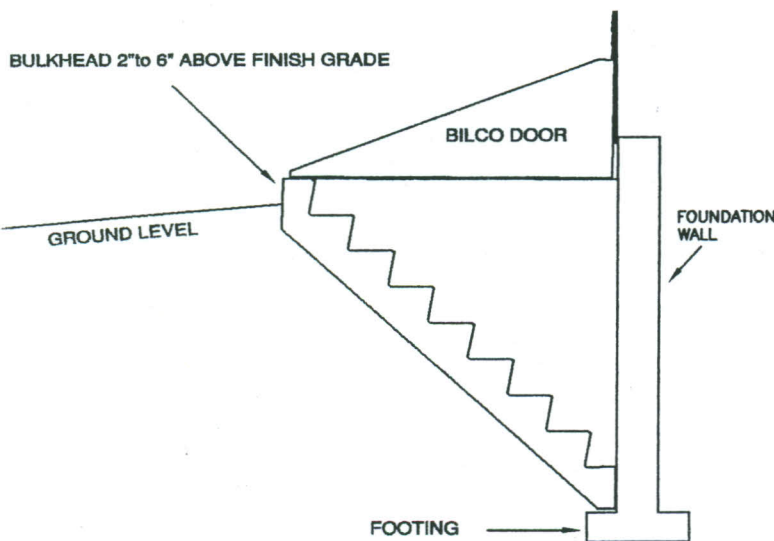 BULKHEAD 2"to 6" ABOVE FINISH GRADE
BILCO DOOR
GROUND LEVEL
FOUNDATION
WALL
FOOTING